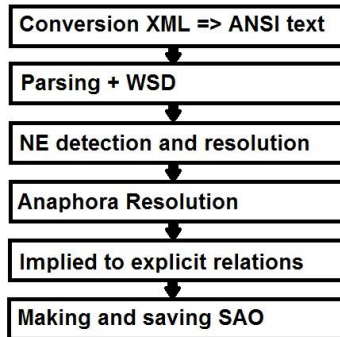 Conversion XML => ANSI text
Parsing + WSD
NE detection and resolution
Anaphora Resolution
Implied to explicit relations
Making and saving SAO